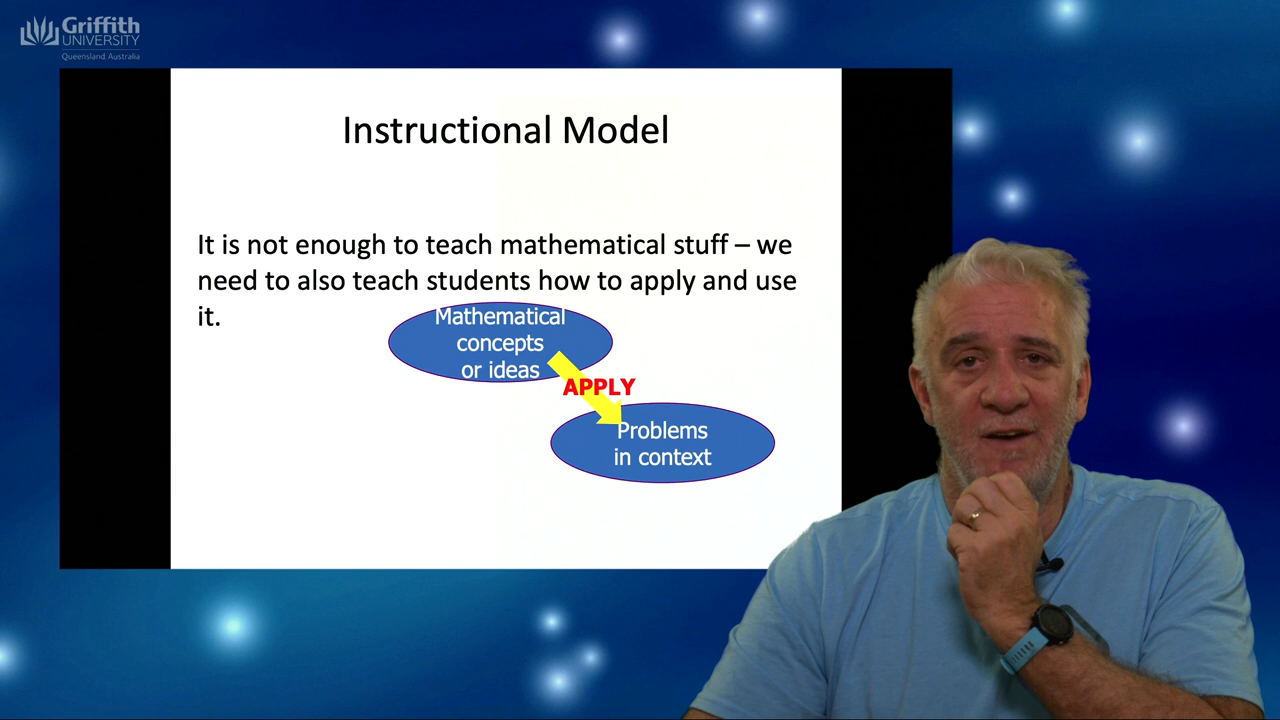 Griffith
UNIVERSITY
Queensland, Australia
Instructional Model
It is not enough to teach mathematical stuff – we
need to also teach students how to apply and use
it.
Mathematical
concepts
or ideas
APPLY
Problems
in context